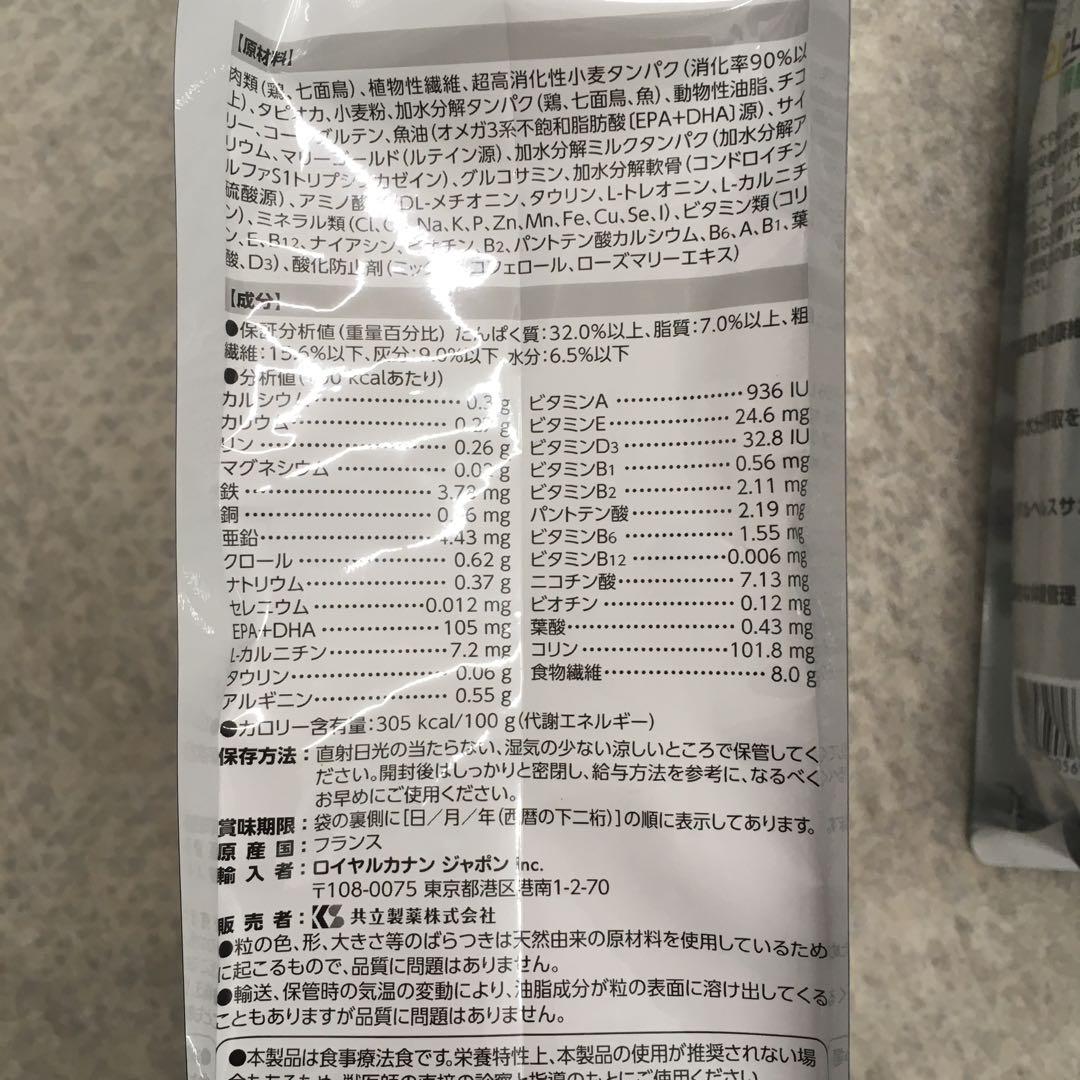 【原材料】
肉類(鶏、七面鳥)、植物性繊維、超高消化性小麦タンパク(消化率90%以
上)、タピオカ、小麦粉、加水分解タンパク(鶏、七面鳥、魚)、動物性油脂、チコ
リー、コーングルテン、魚油(オメガ3系不飽和脂肪酸[EPA+DHA]源)、サイ
リウム、マリーゴールド(ルテイン源)、加水分解ミルクタンパク(加水分解ア
ルファS1トリプシンカゼイン)、グルコサミン、加水分解軟骨(コンドロイチン
硫酸源)、アミノ酸 DL-メチオニン、タウリン、L-トレオニン、L-カルニチ
ン)、ミネラル類(Cl、Ca、Na、K、P、Zn、Mn、Fe、Cu、Se、I)、ビタミン類(コリ
ン、E、B12、ナイアシン、ビオチン、B2、パントテン酸カルシウム、B6、A、B1、葉
酸、D3)、酸化防止剤(ミックストコフェロール、ローズマリーエキス)
【成分】
●保証分析値(重量百分比) たんぱく質:32.0%以上、脂質:7.0%以上、粗
繊維:15.6%以下、灰分:9.0%以下、水分:6.5%以下
●分析値( kcalあたり)
カルシウム g
カリウム g
リン 0.26 g
マグネシウム g
鉄 mg
銅 mg
亜鉛 4.43 mg
クロール 0.62 g
ナトリウム 0.37 g
セレニウム 0.012 mg
EPA+DHA 105 mg
L-カルニチン 7.2 mg
タウリン 0.06 g
アルギニン 0.55 g
ビタミンA 936 IU
ビタミンE 24.6 mg
ビタミンD3 32.8 IU
ビタミンB1 0.56 mg
ビタミンB2 2.11 mg
パントテン酸 2.19 mg
ビタミンB6 1.55 mg
ビタミンB12 0.006 mg
ニコチン酸 7.13 mg
ビオチン 0.12 mg
葉酸 0.43 mg
コリン 101.8 mg
食物繊維 8.0 g
●カロリー含有量:305 kcal/100 g(代謝エネルギー)
保存方法:直射日光の当たらない、湿気の少ない涼しいところで保管してく
ださい。開封後はしっかりと密閉し、給与方法を参考に、なるべく
お早めにご使用ください。
賞味期限:袋の裏側に[日/月/年(西暦の下二桁)]の順に表示してあります。
原産国:フランス
輸入者:ロイヤルカナン ジャポン inc.
〒108-0075 東京都港区港南1-2-70
販売者:KS 共立製薬株式会社
●粒の色、形、大きさ等のばらつきは天然由来の原材料を使用しているため
に起こるもので、品質に問題はありません。
●輸送、保管時の気温の変動により、油脂成分が粒の表面に溶け出してくる
こともありますが品質に問題はありません。
●本製品は食事療法食です。栄養特性上、本製品の使用が推奨されない場
合もあるため、獣医師の直接の診察と指導のもとにご使用ください。